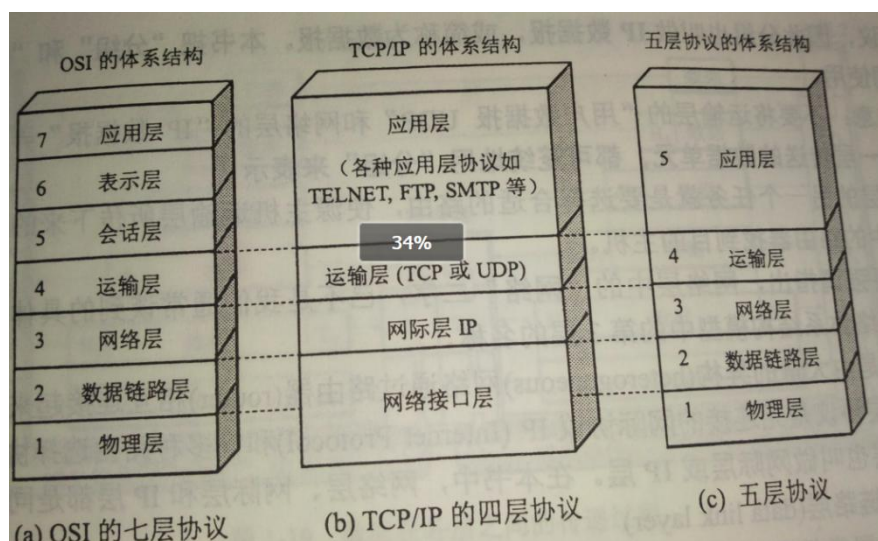 OSI 的体系结构
7 应用层
6 表示层
5 会话层
4 运输层
3 网络层
2 数据链路层
1 物理层
(a) OSI 的七层协议
TCP/IP 的体系结构
应用层
(各种应用层协议如
TELNET, FTP, SMTP 等)
34%
运输层 (TCP 或 UDP)
网际层 IP
网络接口层
(b) TCP/IP 的四层协议
五层协议的体系结构
5 应用层
4 运输层
3 网络层
2 数据链路层
1 物理层
(c) 五层协议